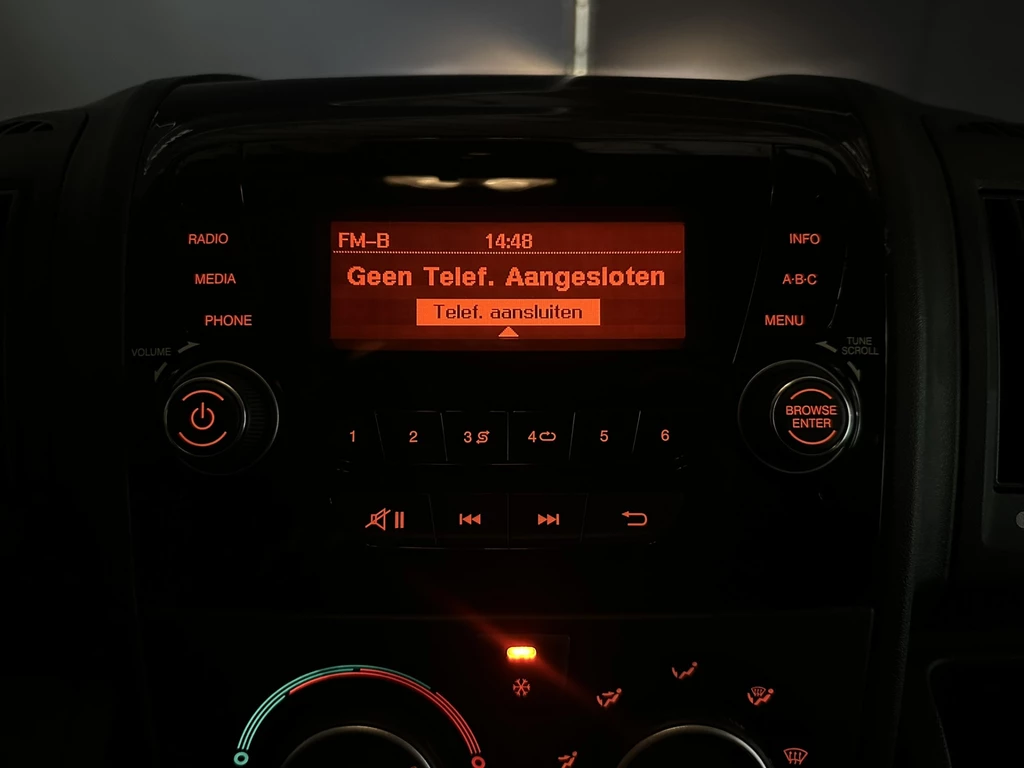 RADIO
MEDIA
PHONE
VOLUME
FM-B 14:48
Geen Telef. Aangesloten
Telef. aansluiten
INFO
A·B·C
MENU
TUNE
SCROLL
BROWSE
ENTER
1 2 3 4 5 6